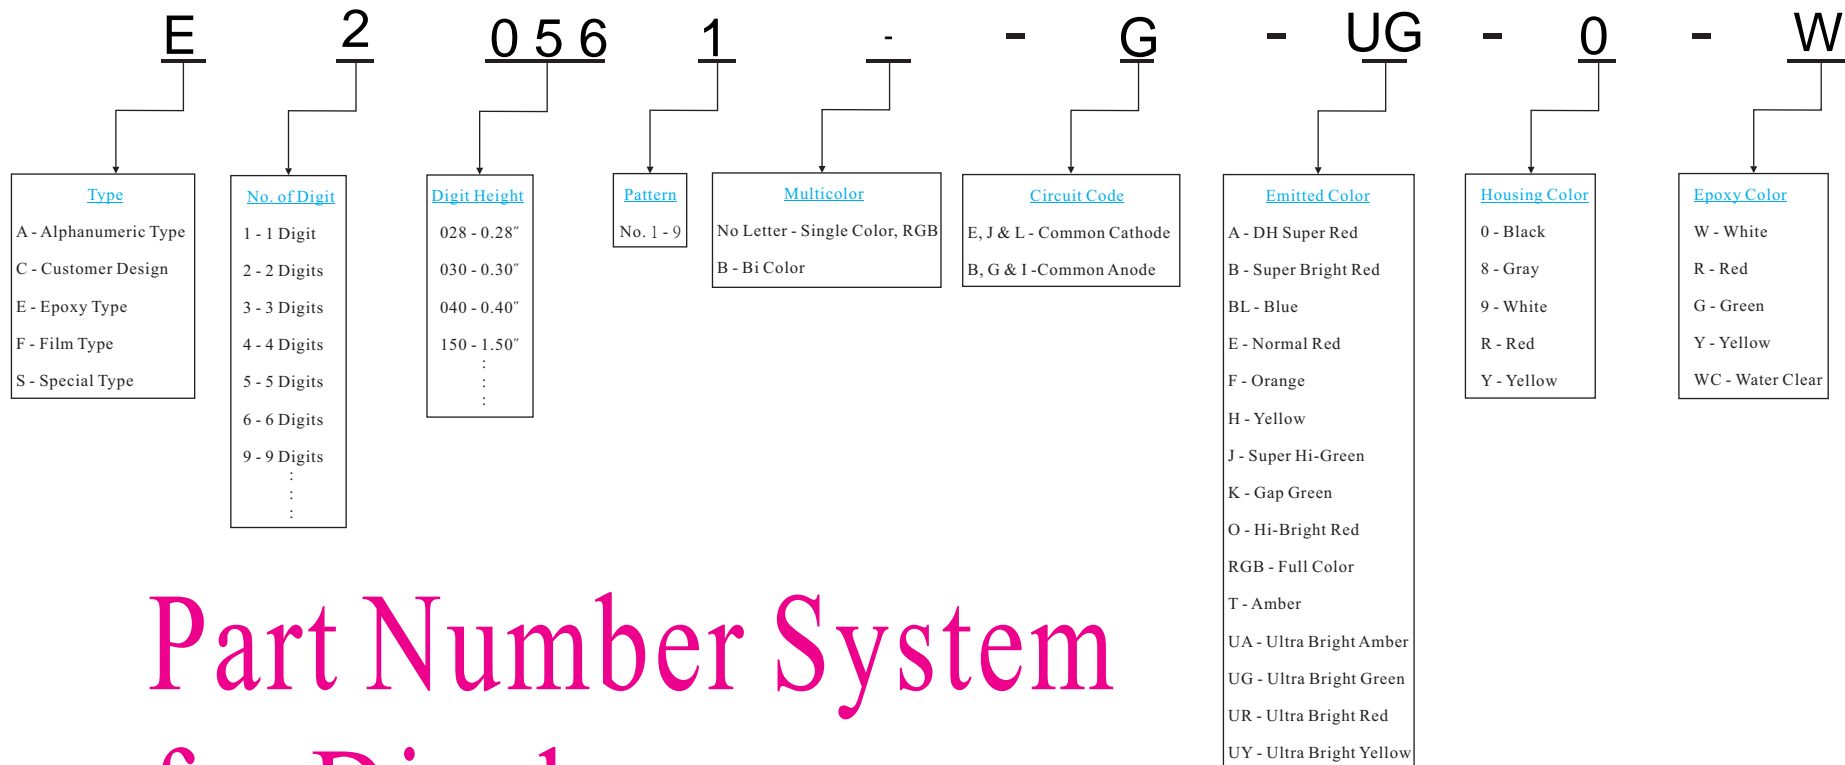 E 2 056 1 - - G - UG - 0 - W
Type
A - Alphanumeric Type
C - Customer Design
E - Epoxy Type
F - Film Type
S - Special Type
No. of Digit
1 - 1 Digit
2 - 2 Digits
3 - 3 Digits
4 - 4 Digits
5 - 5 Digits
6 - 6 Digits
9 - 9 Digits
:
:
:
Digit Height
028 - 0.28″
030 - 0.30″
040 - 0.40″
150 - 1.50″
:
:
:
Pattern
No. 1 - 9
Multicolor
No Letter - Single Color, RGB
B - Bi Color
Circuit Code
E, J & L - Common Cathode
B, G & I -Common Anode
Emitted Color
A - DH Super Red
B - Super Bright Red
BL - Blue
E - Normal Red
F - Orange
H - Yellow
J - Super Hi-Green
K - Gap Green
O - Hi-Bright Red
RGB - Full Color
T - Amber
UA - Ultra Bright Amber
UG - Ultra Bright Green
UR - Ultra Bright Red
UY - Ultra Bright Yellow
Housing Color
0 - Black
8 - Gray
9 - White
R - Red
Y - Yellow
Epoxy Color
W - White
R - Red
G - Green
Y - Yellow
WC - Water Clear
Part Number System